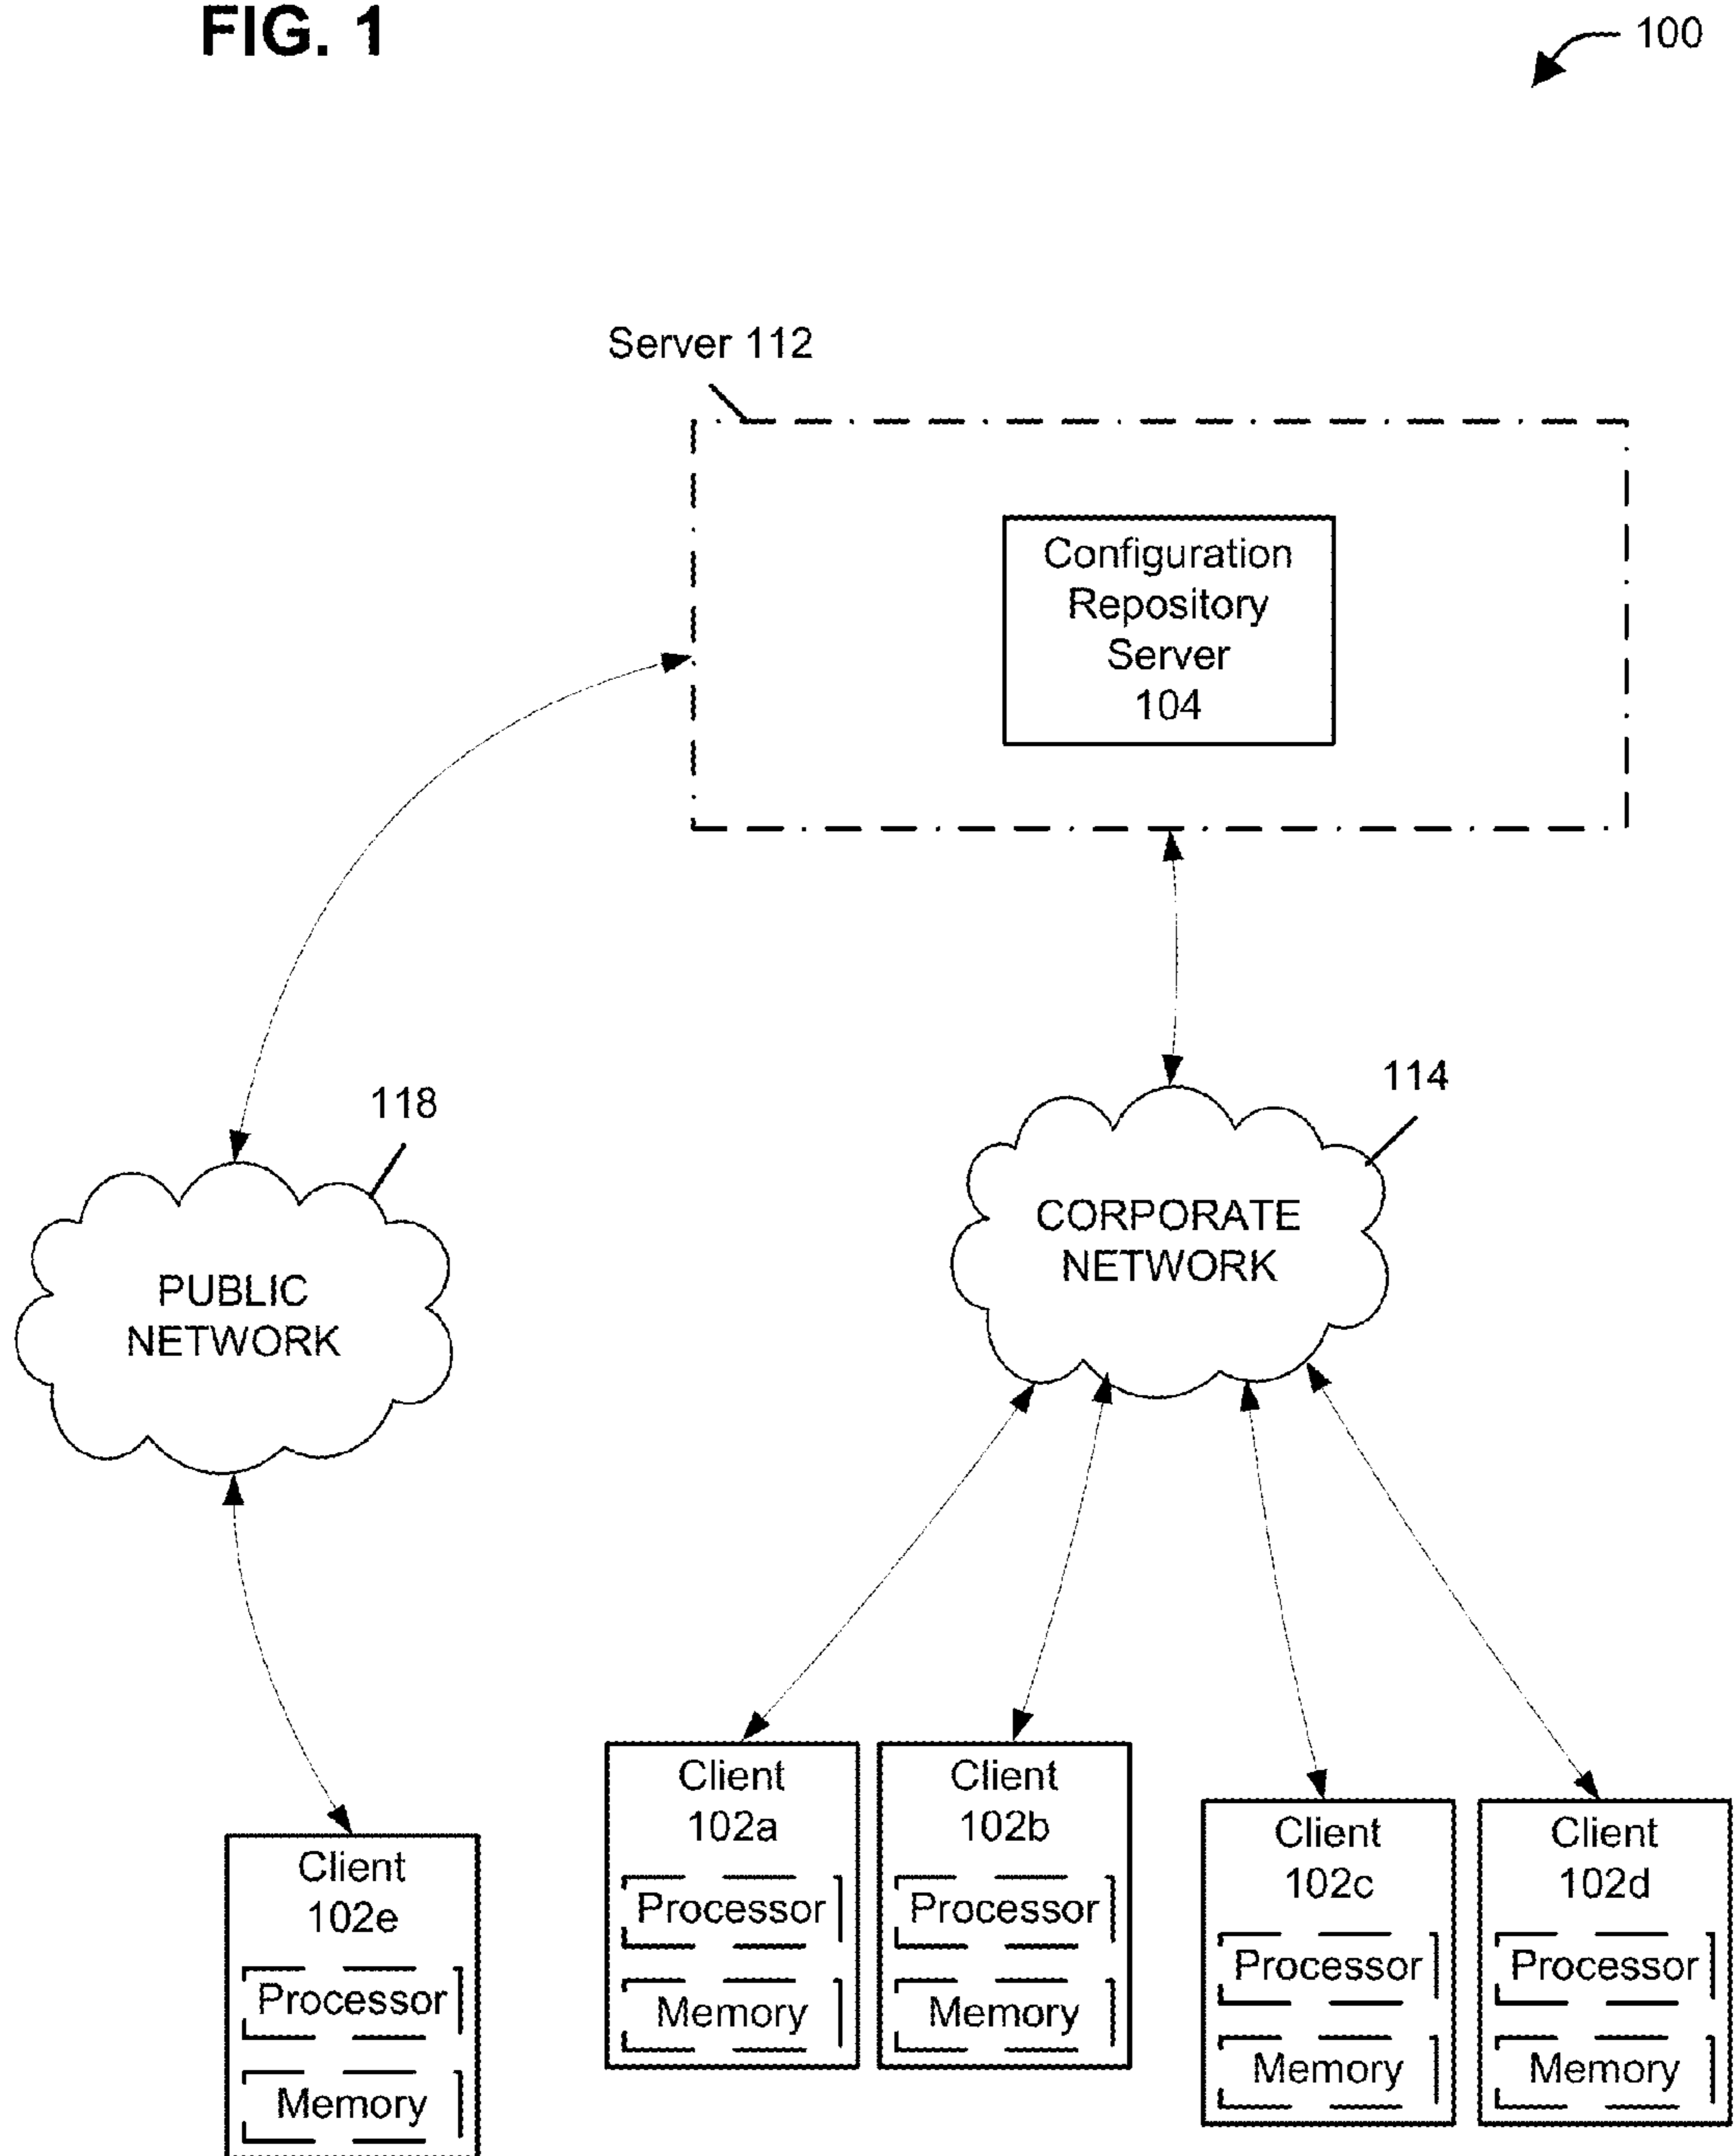 FIG. 1
100
Server 112
Configuration
Repository
Server
104
118
114
PUBLIC
NETWORK
CORPORATE
NETWORK
Client
102e
Processor
Memory
Client
102a
Processor
Memory
Client
102b
Processor
Memory
Client
102c
Processor
Memory
Client
102d
Processor
Memory